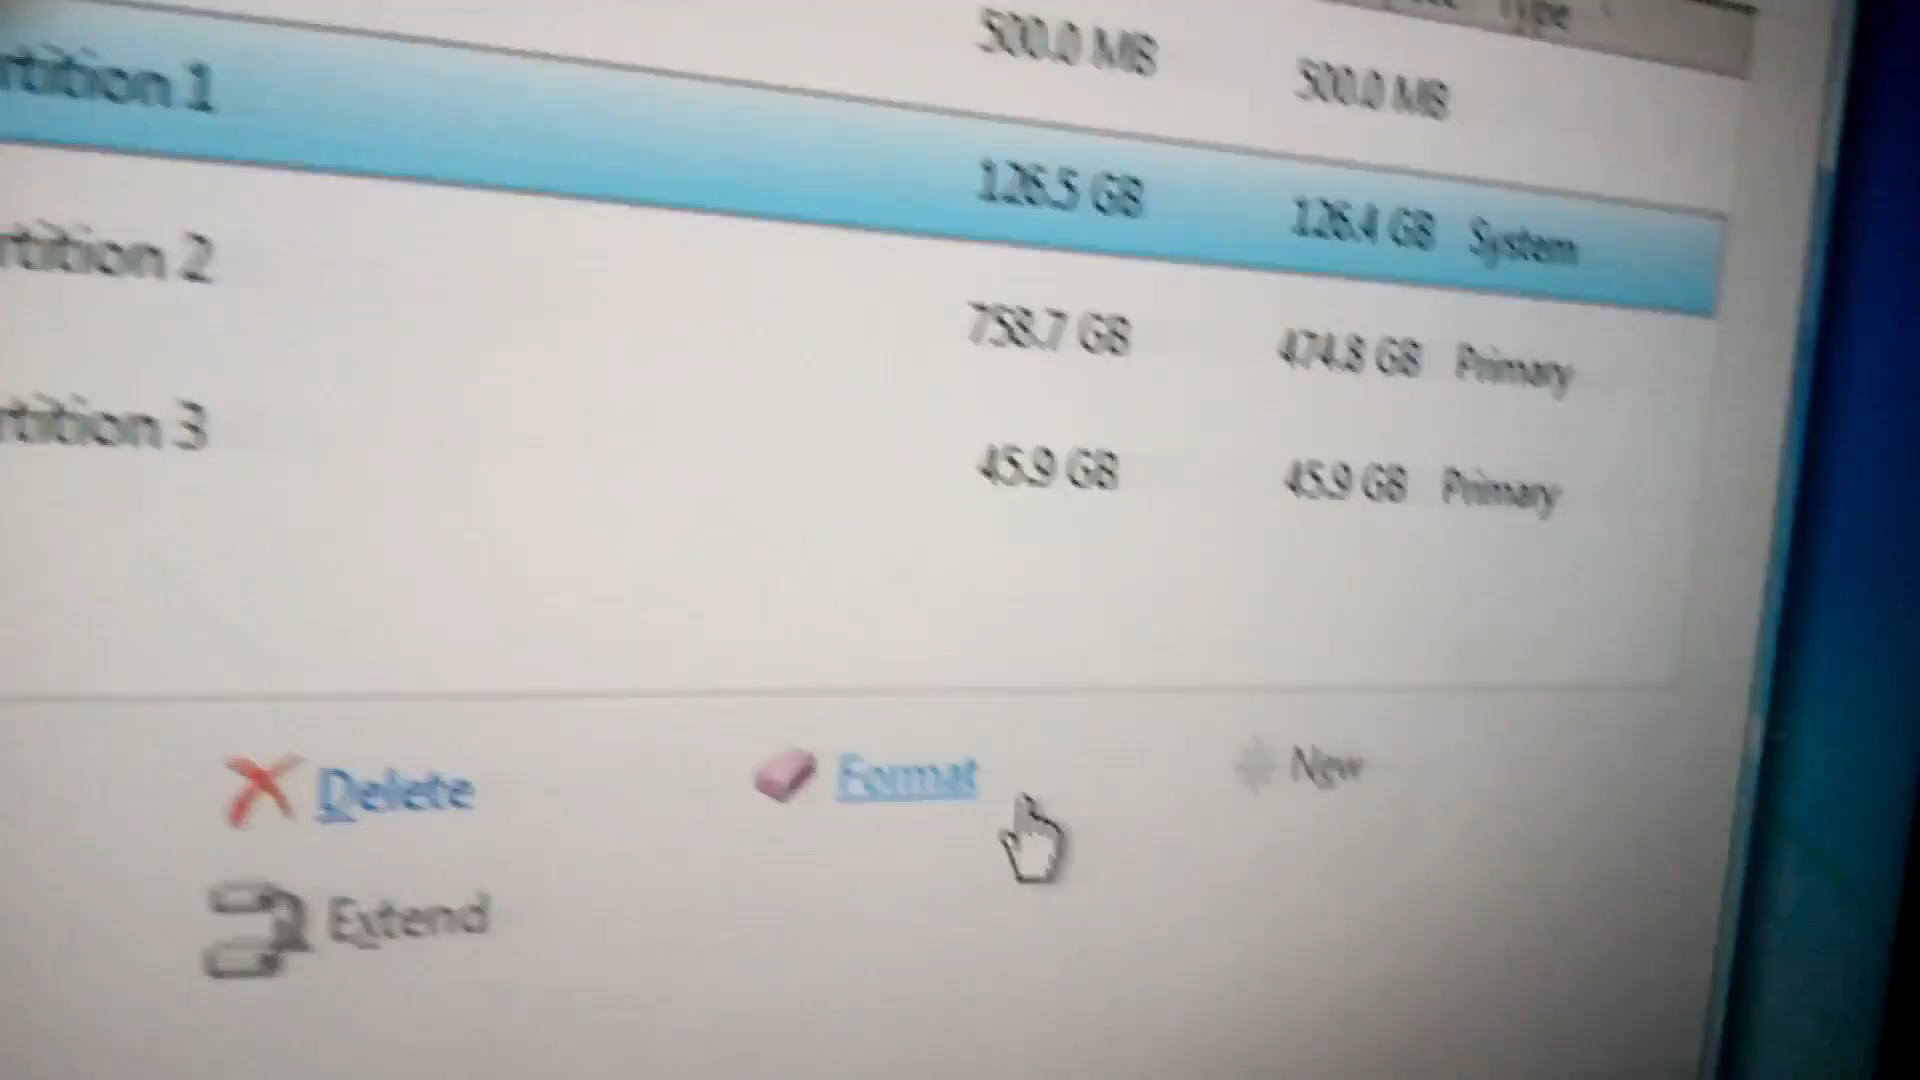 Type
500.0 MB 500.0 MB
rtition 1 126.5 GB 126.4 GB System
rtition 2 758.7 GB 474.8 GB Primary
rtition 3 45.9 GB 45.9 GB Primary
Delete Format New
Extend